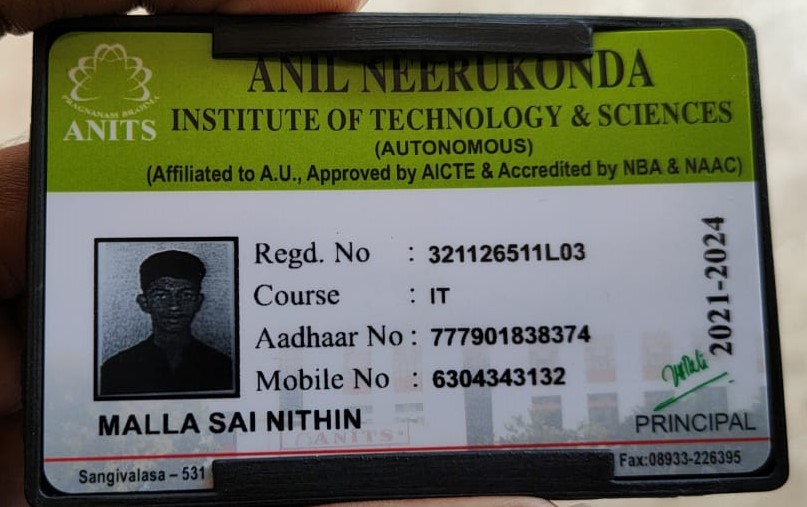 ANIL NEERUKONDA
INSTITUTE OF TECHNOLOGY & SCIENCES
(AUTONOMOUS)
(Affiliated to A.U., Approved by AICTE & Accredited by NBA & NAAC)
PRAGNANAM BRAHMA
ANITS
Regd. No : 321126511L03
Course : IT
Aadhaar No : 777901838374
Mobile No : 6304343132
2021-2024
MALLA SAI NITHIN
PRINCIPAL
ANITS
Sangivalasa – 531
Fax:08933-226395